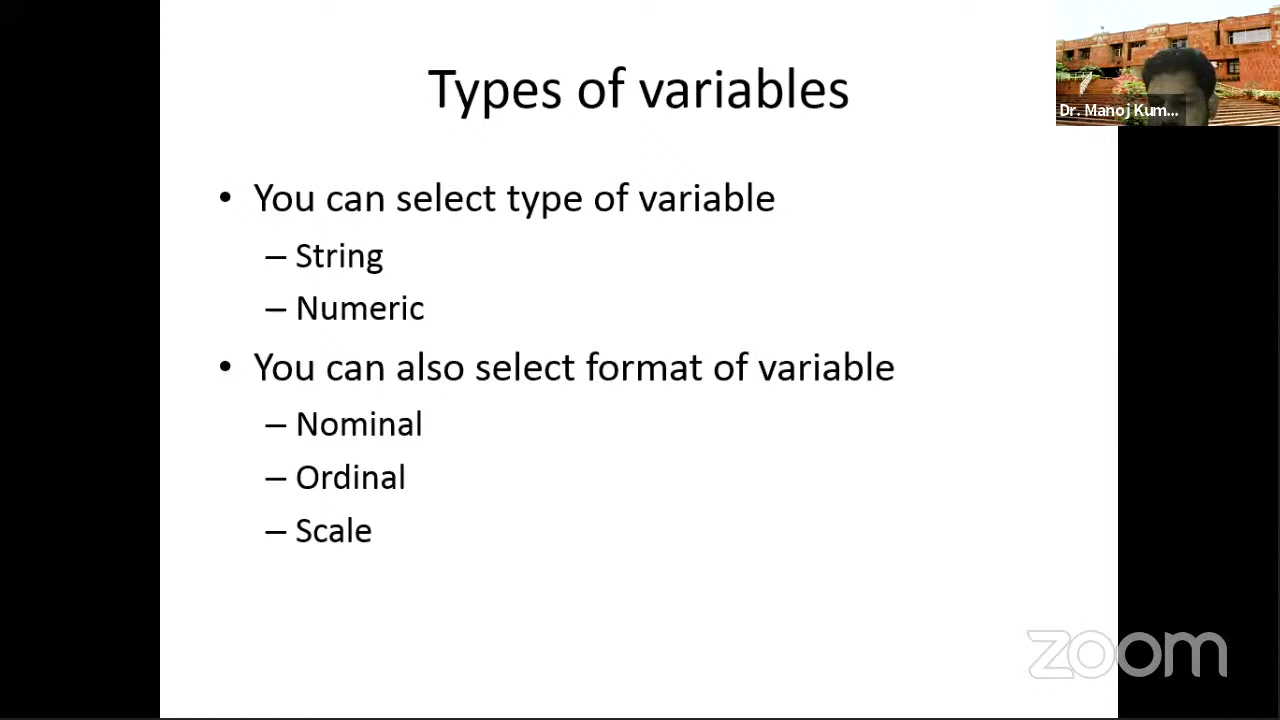 Types of variables
Dr. Manoj Kum...
• You can select type of variable
– String
– Numeric
• You can also select format of variable
– Nominal
– Ordinal
– Scale
zoom